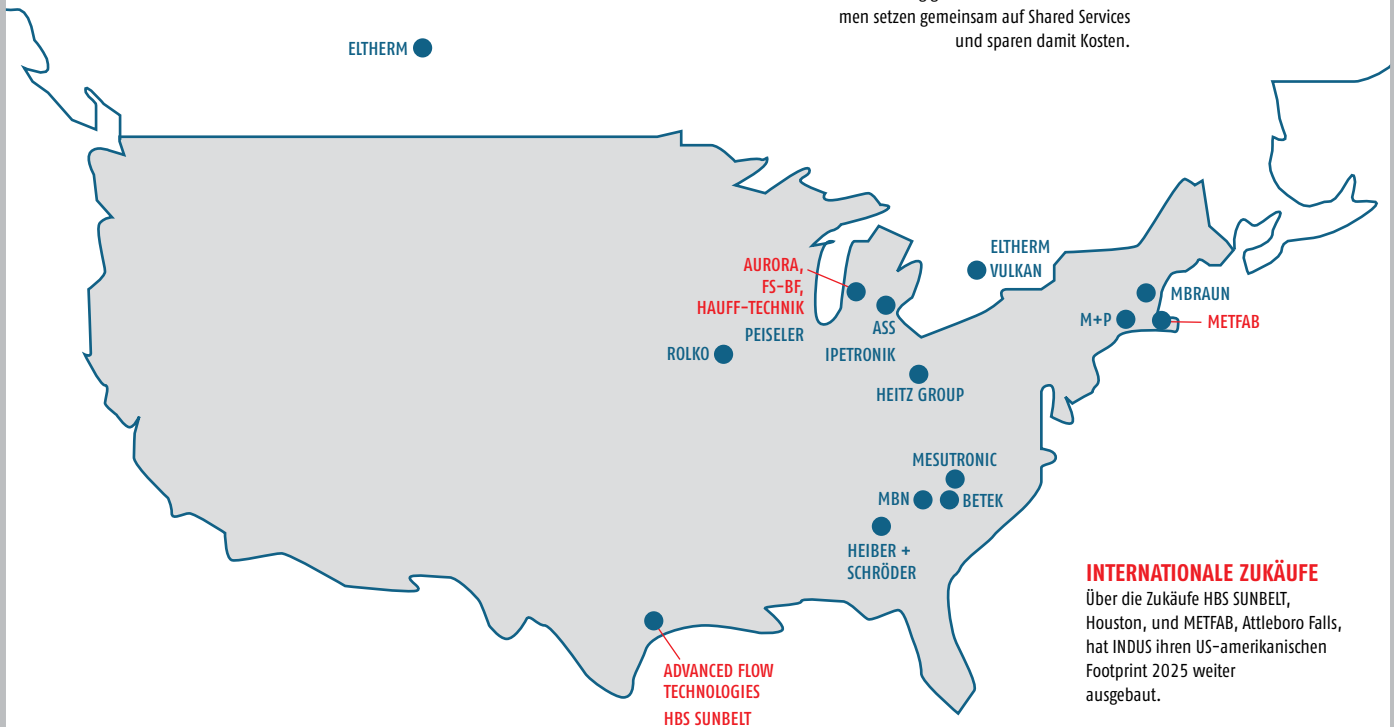 men setzen gemeinsam auf Shared Services
und sparen damit Kosten.
ELTHERM
ELTHERM
VULKAN
AURORA,
FS-BF,
HAUFF-TECHNIK
PEISELER
ASS
IPETRONIK
ROLKO
HEITZ GROUP
MBRAUN
M+P
METFAB
MESUTRONIC
MBN
BETEK
HEIBER +
SCHRÖDER
ADVANCED FLOW
TECHNOLOGIES
HBS SUNBELT
INTERNATIONALE ZUKÄUFE
Über die Zukäufe HBS SUNBELT,
Houston, und METFAB, Attleboro Falls,
hat INDUS ihren US-amerikanischen
Footprint 2025 weiter
ausgebaut.